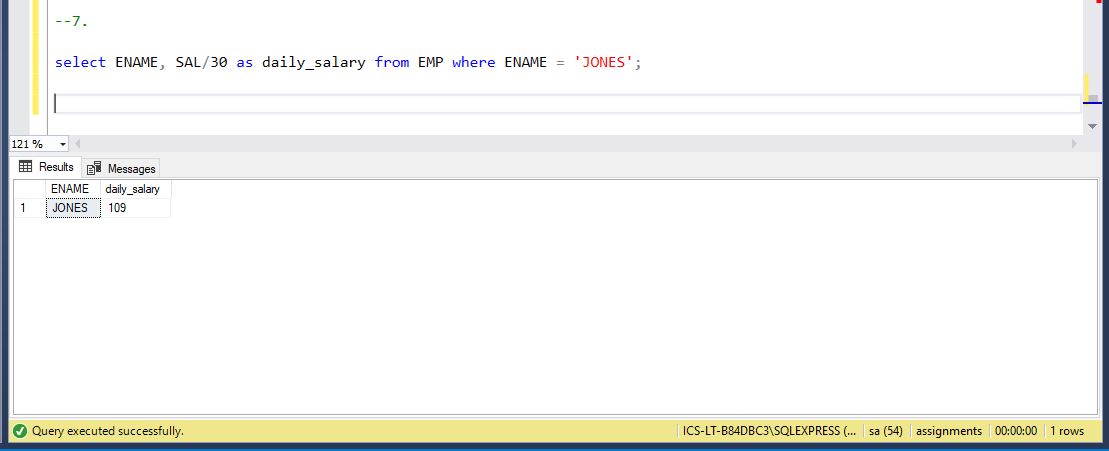 --7.
select ENAME, SAL/30 as daily_salary from EMP where ENAME = 'JONES';
121 %
Results Messages
ENAME daily_salary
1 JONES 109
Query executed successfully. ICS-LT-B84DBC3\SQLEXPRESS (... sa (54) assignments 00:00:00 1 rows